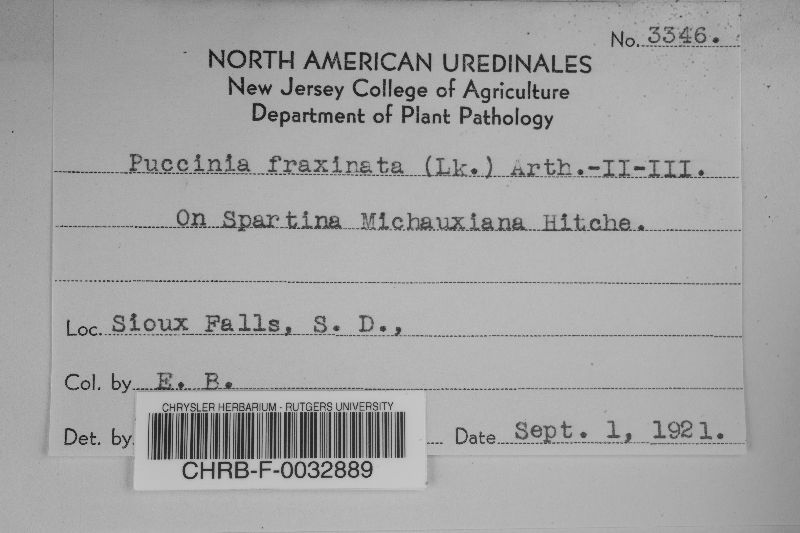 No. 3346.
NORTH AMERICAN UREDINALES
New Jersey College of Agriculture
Department of Plant Pathology
Puccinia fraxinata (Lk.) Arth.-II-III.
On Spartina Michauxiana Hitchc.
Loc. Sioux Falls, S. D.,
Col. by E. B.
Det. by Date Sept. 1, 1921.
CHRYSLER HERBARIUM - RUTGERS UNIVERSITY
CHRB-F-0032889